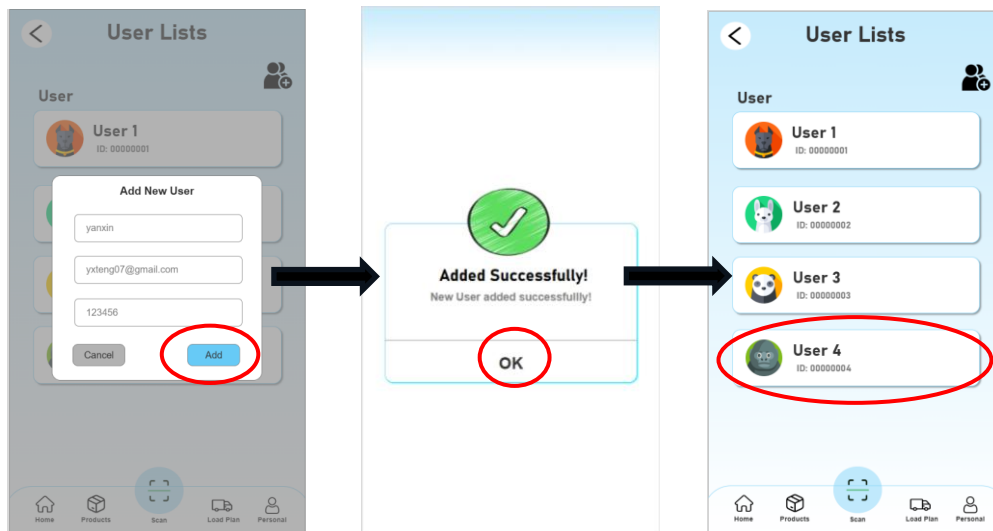 User Lists
User
User 1
ID: 00000001
Add New User
yanxin
yxteng07@gmail.com
123456
Cancel
Add
Home
Products
Scan
Load Plan
Personal
Added Successfully!
New User added successfullly!
OK
User Lists
User
User 1
ID: 00000001
User 2
ID: 00000002
User 3
ID: 00000003
User 4
ID: 00000004
Home
Products
Scan
Load Plan
Personal